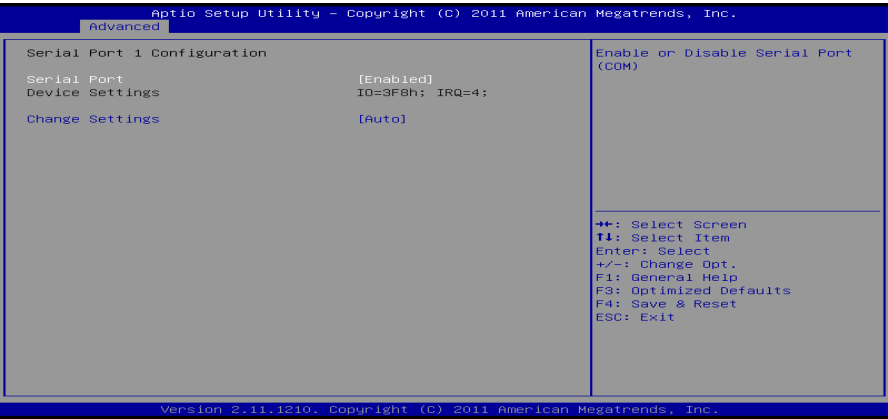 Aptio Setup Utility – Copyright (C) 2011 American Megatrends, Inc.
Advanced
Serial Port 1 Configuration
Serial Port [Enabled]
Device Settings IO=3F8h; IRQ=4;
Change Settings [Auto]
Enable or Disable Serial Port
(COM)
→←: Select Screen
↑↓: Select Item
Enter: Select
+/-: Change Opt.
F1: General Help
F3: Optimized Defaults
F4: Save & Reset
ESC: Exit
Version 2.11.1210. Copyright (C) 2011 American Megatrends, Inc.